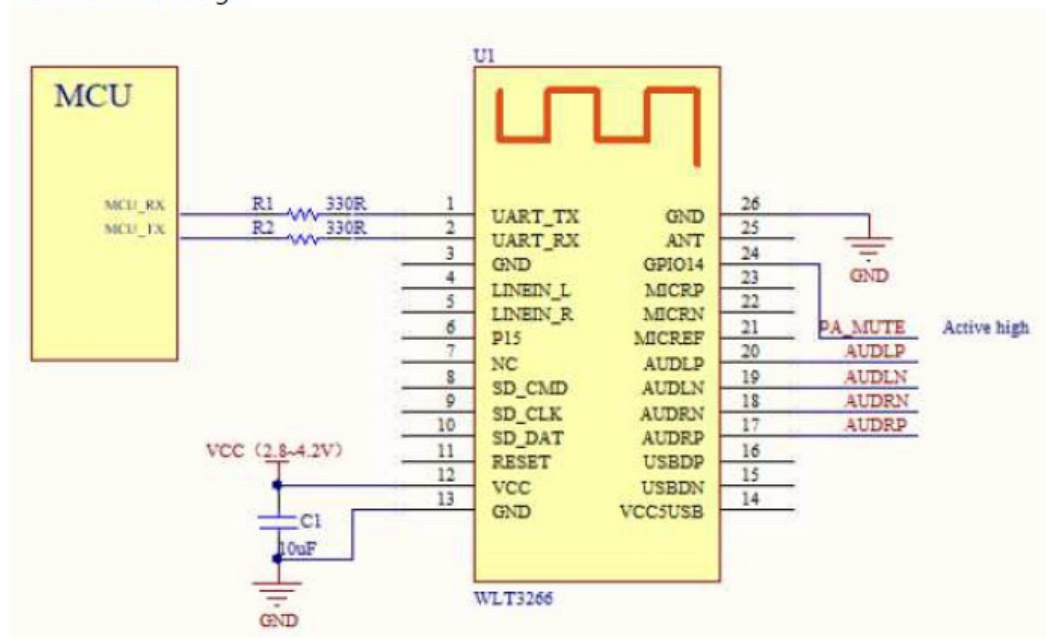 U1
MCU
MCU_RX
MCU_TX
R1 330R
R2 330R
1 UART_TX
2 UART_RX
3 GND
4 LINEIN_L
5 LINEIN_R
6 P15
7 NC
8 SD_CMD
9 SD_CLK
10 SD_DAT
11 RESET
12 VCC
13 GND
GND 26
ANT 25
GPIO14 24
MICRP 23
MICRN 22
MICREF 21
AUDLP 20
AUDLN 19
AUDRN 18
AUDRP 17
USBDP 16
USBDN 15
VCC5USB 14
GND
PA_MUTE Active high
AUDLP
AUDLN
AUDRN
AUDRP
VCC（2.8~4.2V）
C1
10uF
GND
WLT3266